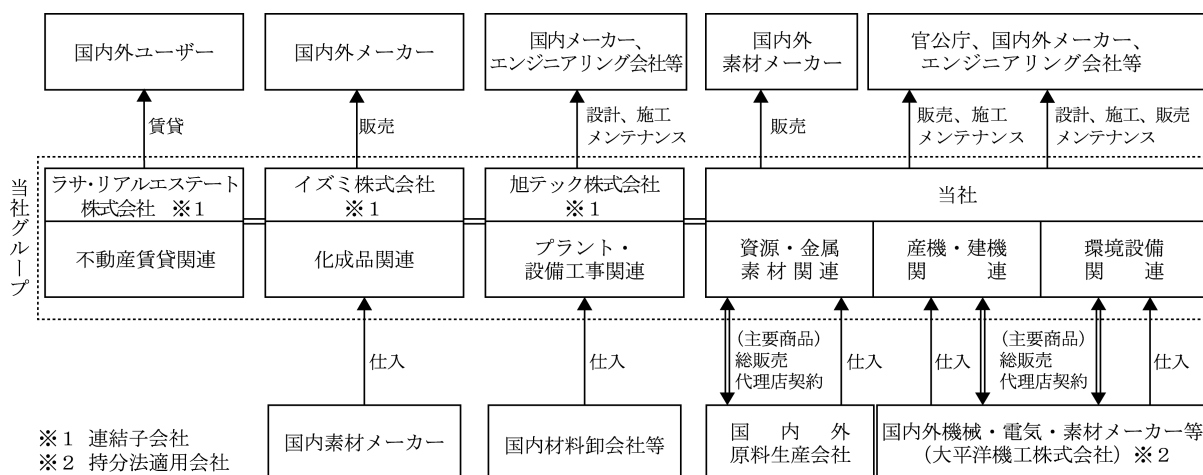 国内外ユーザー
国内外メーカー
国内メーカー、
エンジニアリング会社等
国内外
素材メーカー
官公庁、国内外メーカー、
エンジニアリング会社等
賃貸
販売
設計、施工
メンテナンス
販売
販売、施工
メンテナンス
設計、施工、販売
メンテナンス
当社グループ
ラサ・リアルエステート
株式会社 ※1
イズミ株式会社
※1
旭テック株式会社
※1
当社
不動産賃貸関連
化成品関連
プラント・
設備工事関連
資源・金属
素材関連
産機・建機
関連
環境設備
関連
仕入
仕入
(主要商品)
総販売
代理店契約
仕入
仕入
(主要商品)
総販売
代理店契約
仕入
国内素材メーカー
国内材料卸会社等
国内外
原料生産会社
国内外機械・電気・素材メーカー等
(大平洋機工株式会社)※2
※1 連結子会社
※2 持分法適用会社